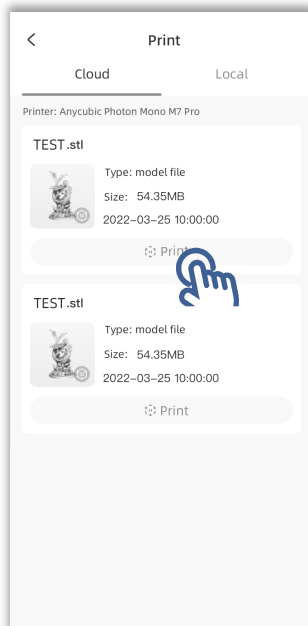 Print
Cloud Local
Printer: Anycubic Photon Mono M7 Pro
TEST.stl
Type: model file
Size: 54.35MB
2022-03-25 10:00:00
Print
TEST.stl
Type: model file
Size: 54.35MB
2022-03-25 10:00:00
Print